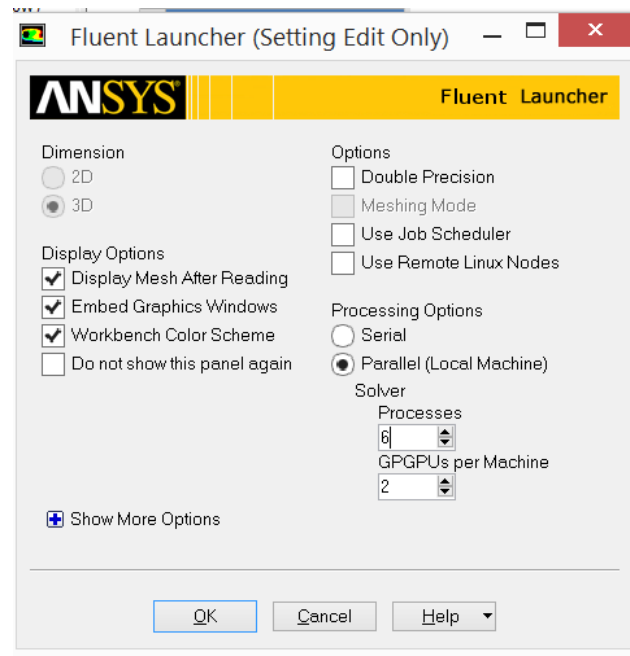 Fluent Launcher (Setting Edit Only)
ANSYS
Fluent Launcher
Dimension
2D
3D
Display Options
Display Mesh After Reading
Embed Graphics Windows
Workbench Color Scheme
Do not show this panel again
Options
Double Precision
Meshing Mode
Use Job Scheduler
Use Remote Linux Nodes
Processing Options
Serial
Parallel (Local Machine)
Solver
Processes
6
GPGPUs per Machine
2
Show More Options
OK Cancel Help